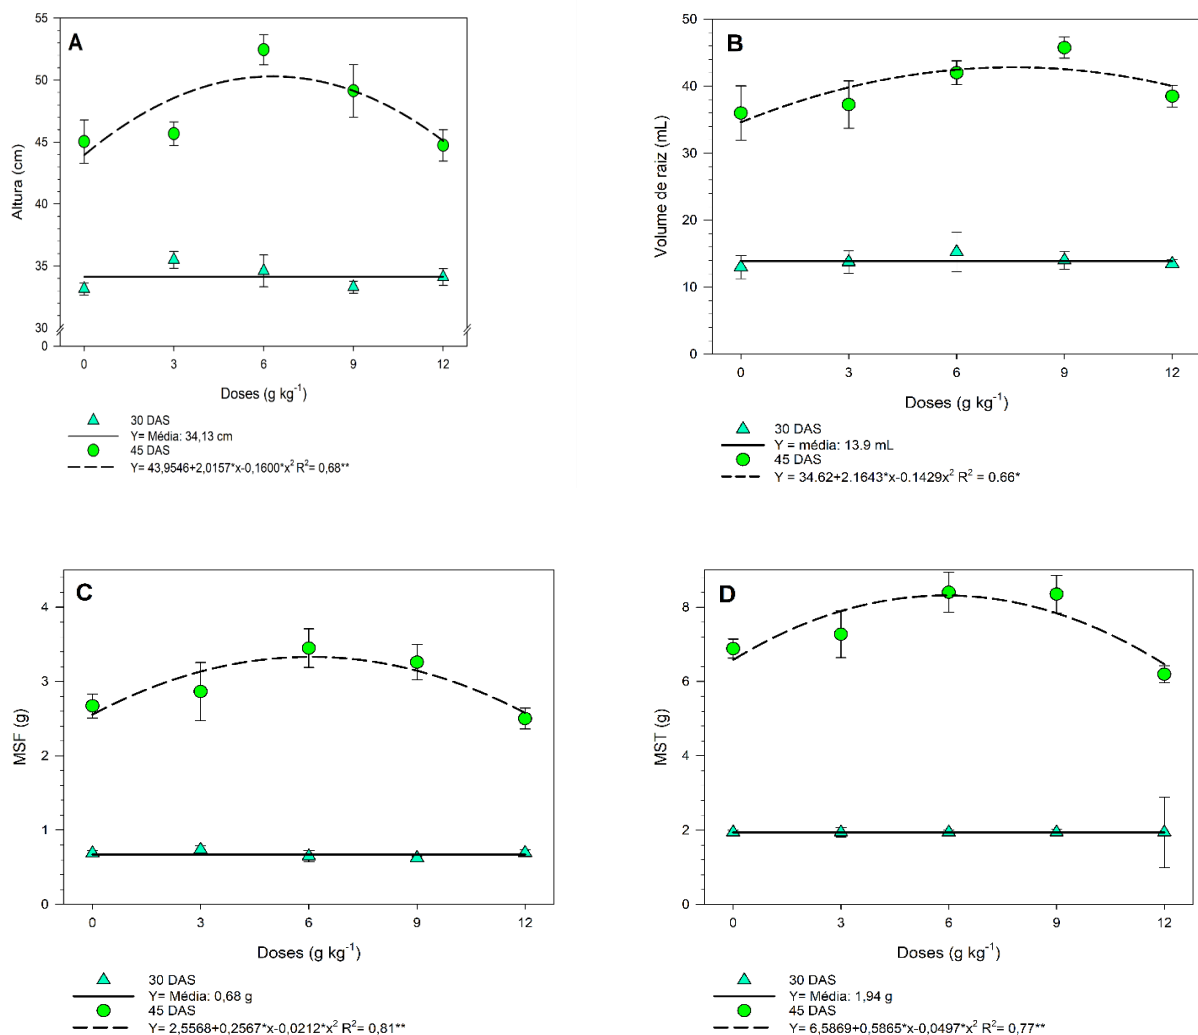 A
Altura (cm)
55
50
45
40
35
30
0
0 3 6 9 12
Doses (g kg⁻¹)
30 DAS
Y= Média: 34,13 cm
45 DAS
Y= 43,9546+2,0157*x-0,1600*x² R²= 0,68**
B
Volume de raiz (mL)
50
40
30
20
10
0
0 3 6 9 12
Doses (g kg⁻¹)
30 DAS
Y = média: 13.9 mL
45 DAS
Y = 34.62+2.1643*x-0.1429x² R² = 0.66*
C
MSF (g)
4
3
2
1
0
0 3 6 9 12
Doses (g kg⁻¹)
30 DAS
Y= Média: 0,68 g
45 DAS
Y= 2,5568+0,2567*x-0,0212*x² R²= 0,81**
D
MST (g)
8
6
4
2
0
0 3 6 9 12
Doses (g kg⁻¹)
30 DAS
Y= Média: 1,94 g
45 DAS
Y= 6,5869+0,5865*x-0,0497*x² R²= 0,77**